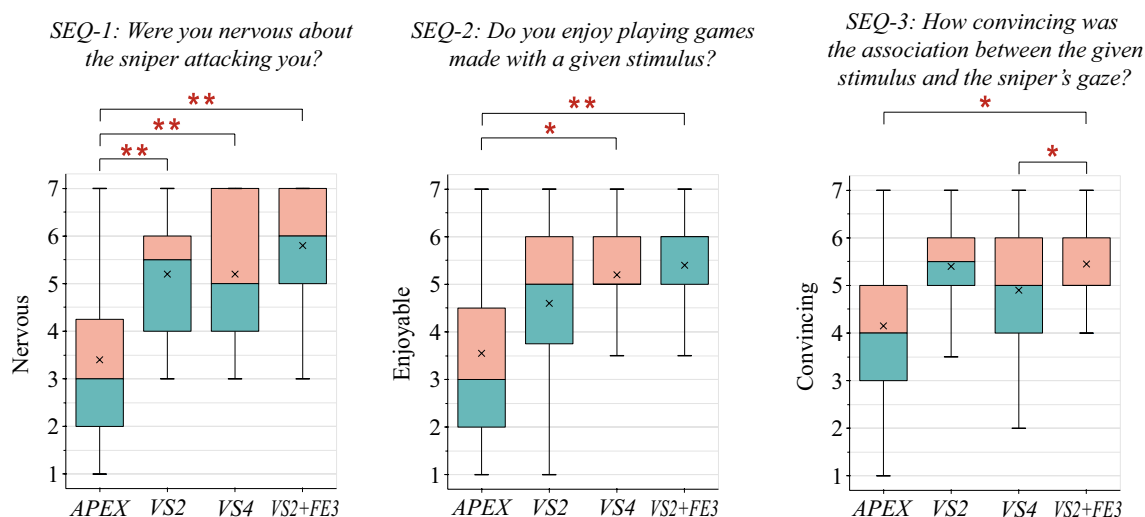 SEQ-1: Were you nervous about
the sniper attacking you?
**
**
**
Nervous
7
6
5
4
3
2
1
APEX VS2 VS4 VS2+FE3
SEQ-2: Do you enjoy playing games
made with a given stimulus?
**
*
Enjoyable
7
6
5
4
3
2
1
APEX VS2 VS4 VS2+FE3
SEQ-3: How convincing was
the association between the given
stimulus and the sniper's gaze?
*
*
Convincing
7
6
5
4
3
2
1
APEX VS2 VS4 VS2+FE3